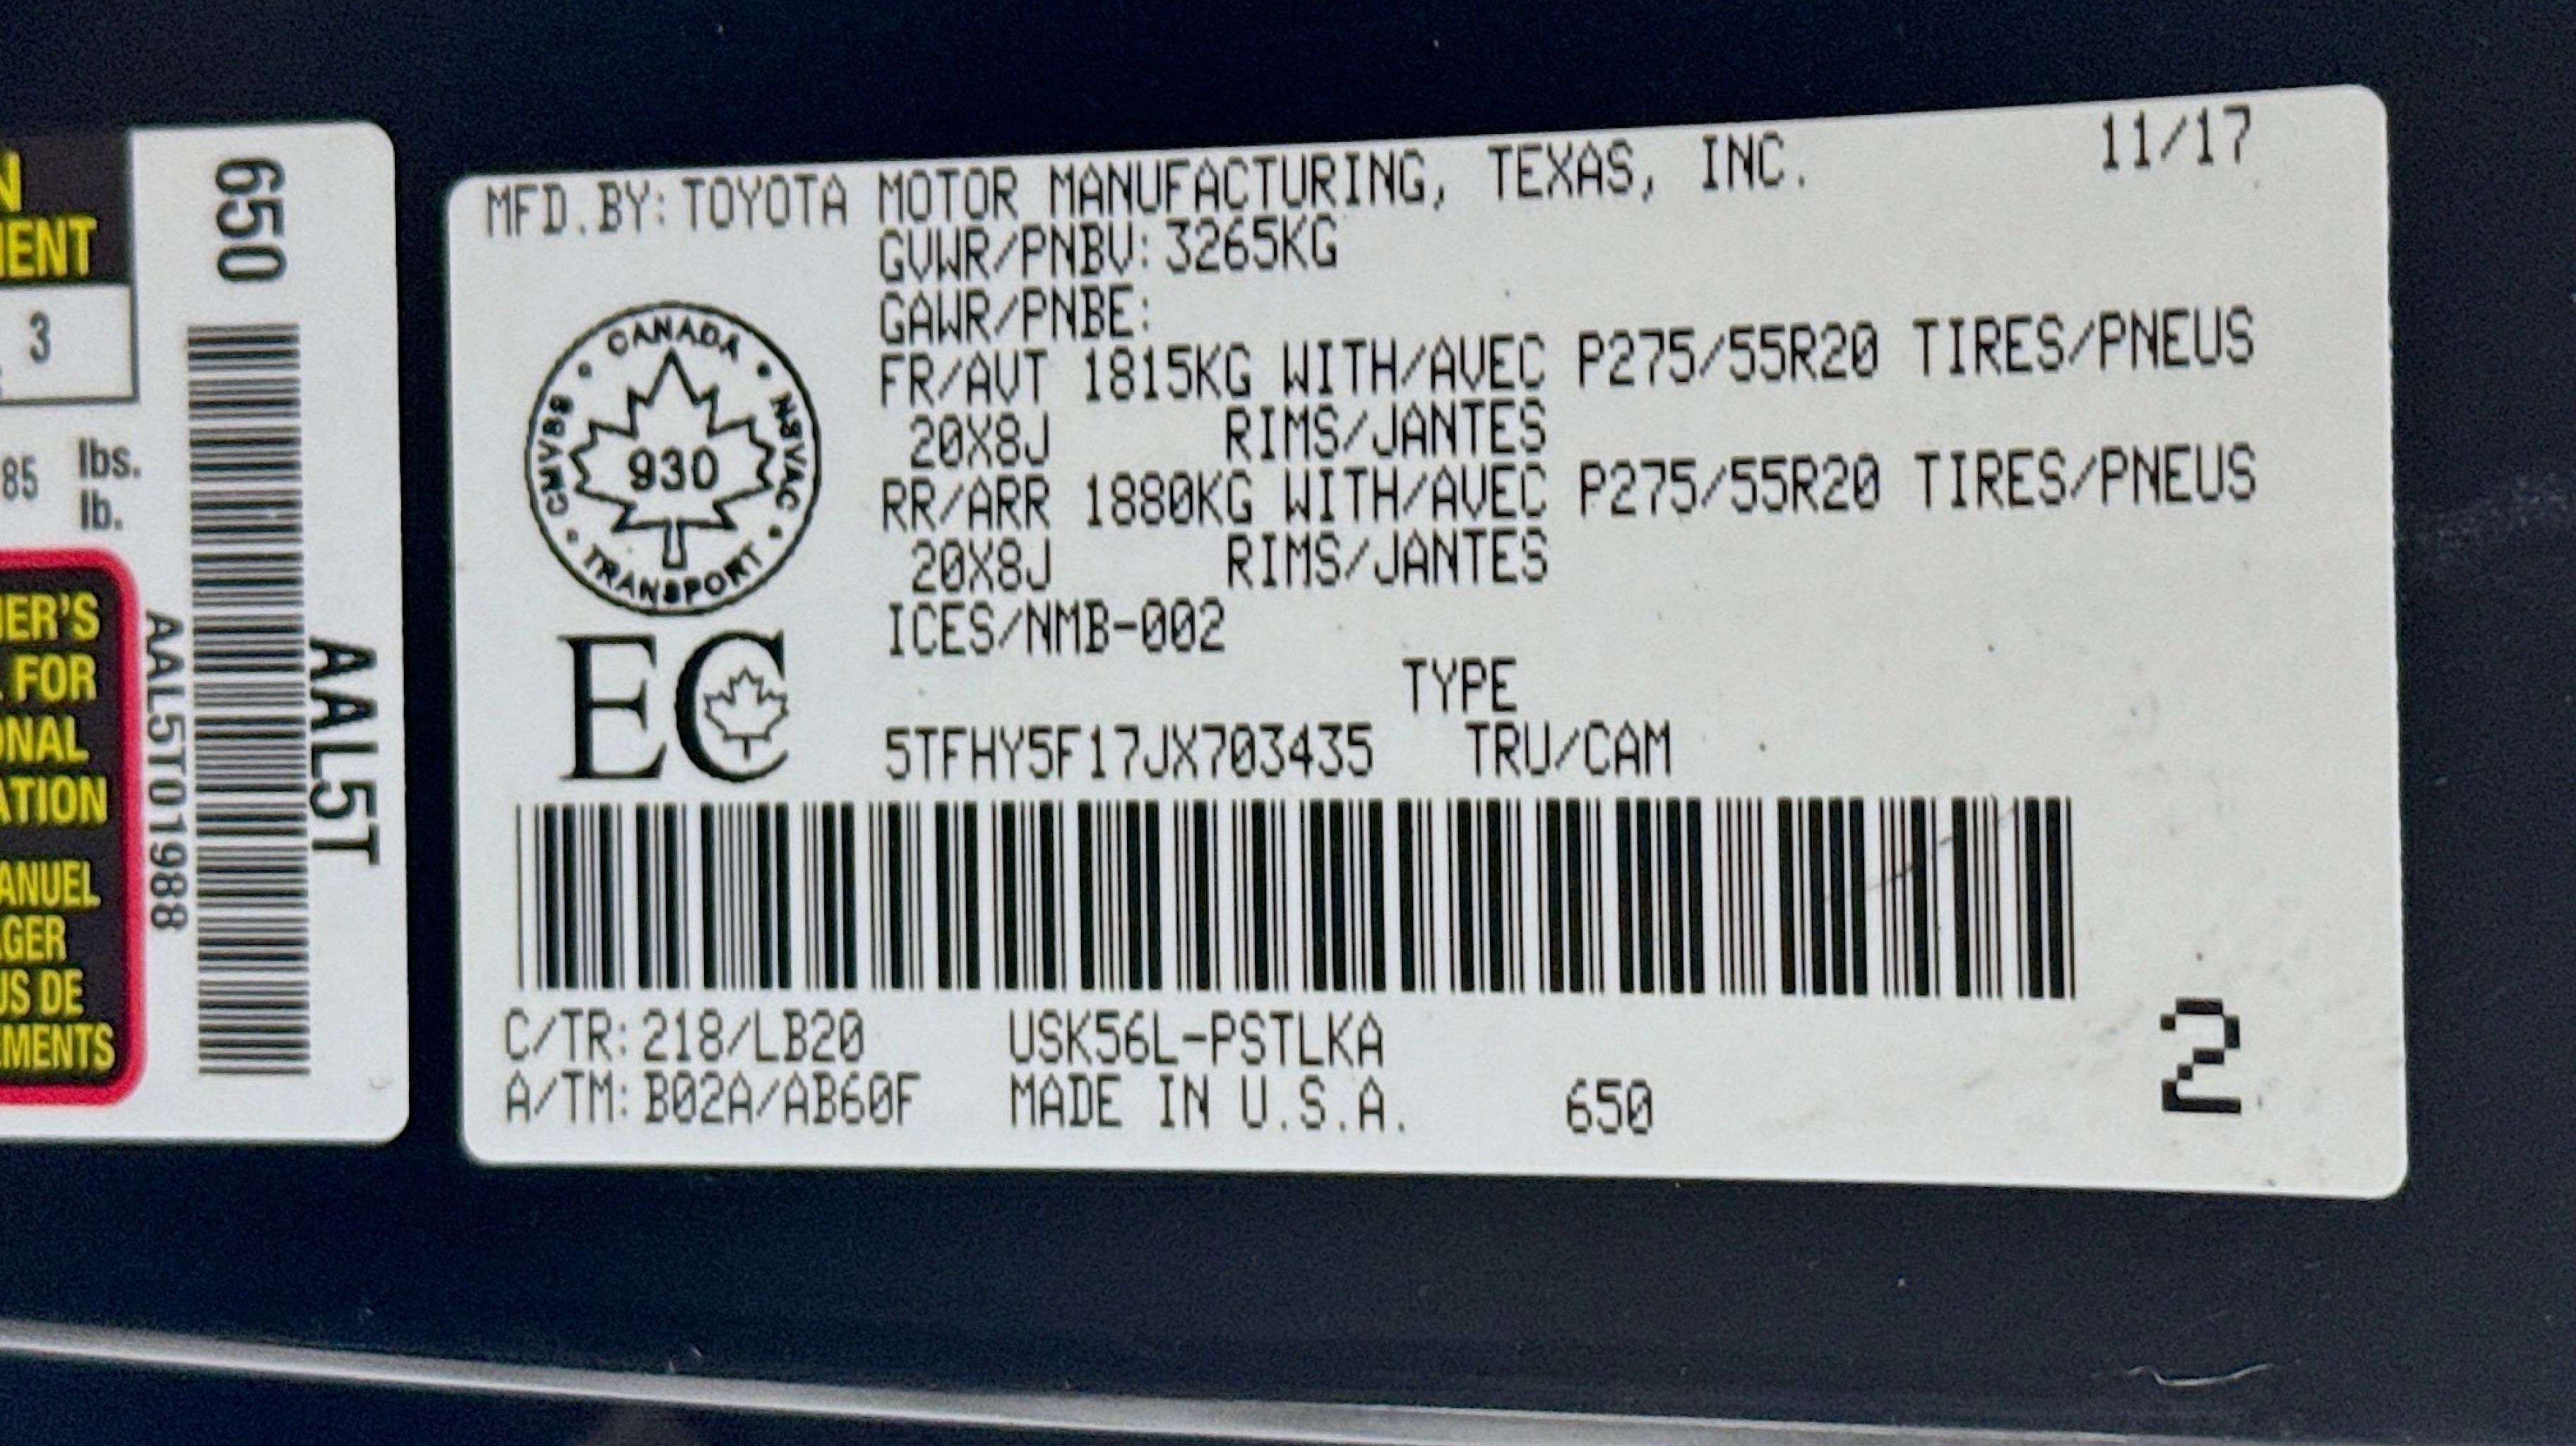 650
3
85 lbs.
lb.
FOR
AAL5T01988
AAL5T
MFD.BY: TOYOTA MOTOR MANUFACTURING, TEXAS, INC. 11/17
GVWR/PNBV: 3265KG
GAWR/PNBE:
FR/AVT 1815KG WITH/AVEC P275/55R20 TIRES/PNEUS
20X8J RIMS/JANTES
RR/ARR 1880KG WITH/AVEC P275/55R20 TIRES/PNEUS
20X8J RIMS/JANTES
ICES/NMB-002
CANADA • NSVAC • TRANSPORT • CMVSS •
930
EC
TYPE
5TFHY5F17JX703435 TRU/CAM
C/TR: 218/LB20 USK56L-PSTLKA
A/TM: B02A/AB60F MADE IN U.S.A. 650
2